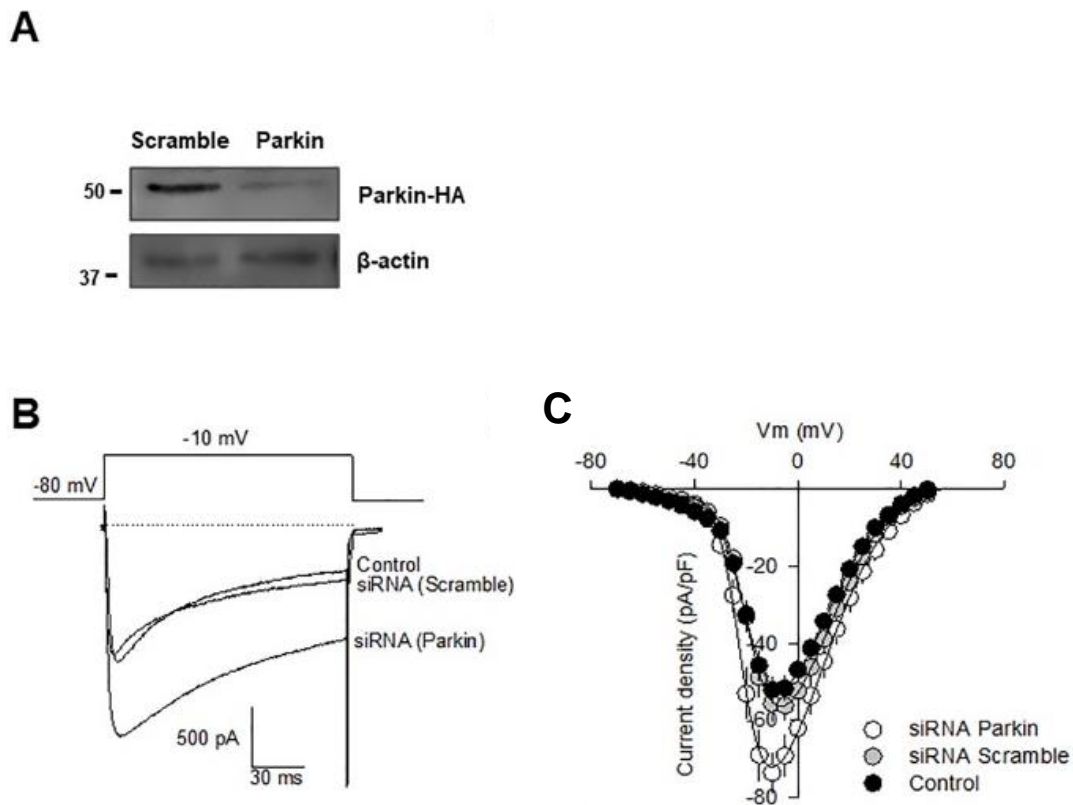 A
Scramble Parkin
50
Parkin-HA
37
β-actin
B
-10 mV
-80 mV
Control
siRNA (Scramble)
siRNA (Parkin)
500 pA
30 ms
C
Vm (mV)
-80 -40 0 40 80
-20
-40
-60
-80
Current density (pA/pF)
siRNA Parkin
siRNA Scramble
Control